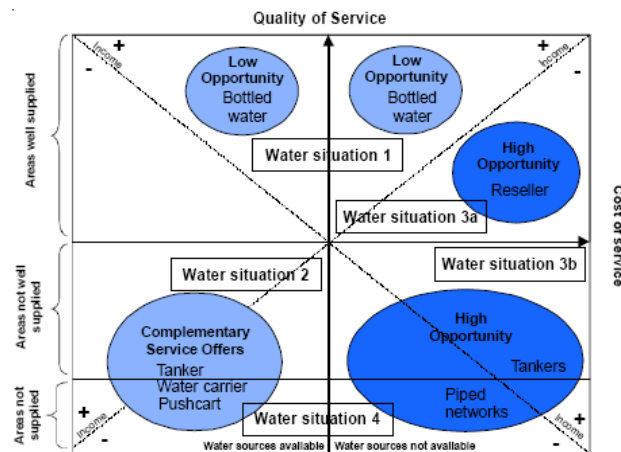 Quality of Service
Income
+
-
Low
Opportunity
Bottled
water
Low
Opportunity
Bottled
water
+
Income
-
High
Opportunity
Reseller
Areas well supplied
Water situation 1
Water situation 3a
Cost of service
Water situation 2
Water situation 3b
Areas not well
supplied
Complementary
Service Offers
Tanker
Water carrier
Pushcart
High
Opportunity
Tankers
Piped
networks
Areas not
supplied
+
Income
-
Water situation 4
Income
+
-
Water sources available
Water sources not available